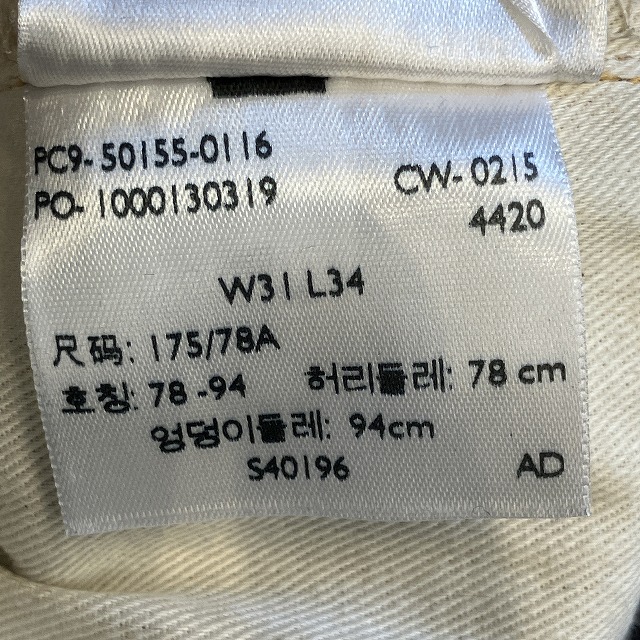 PC9-50155-0116
PO-1000130319
CW-0215
4420
W31 L34
尺码: 175/78A
호칭: 78-94
허리둘레: 78 cm
엉덩이둘레: 94cm
S40196
AD